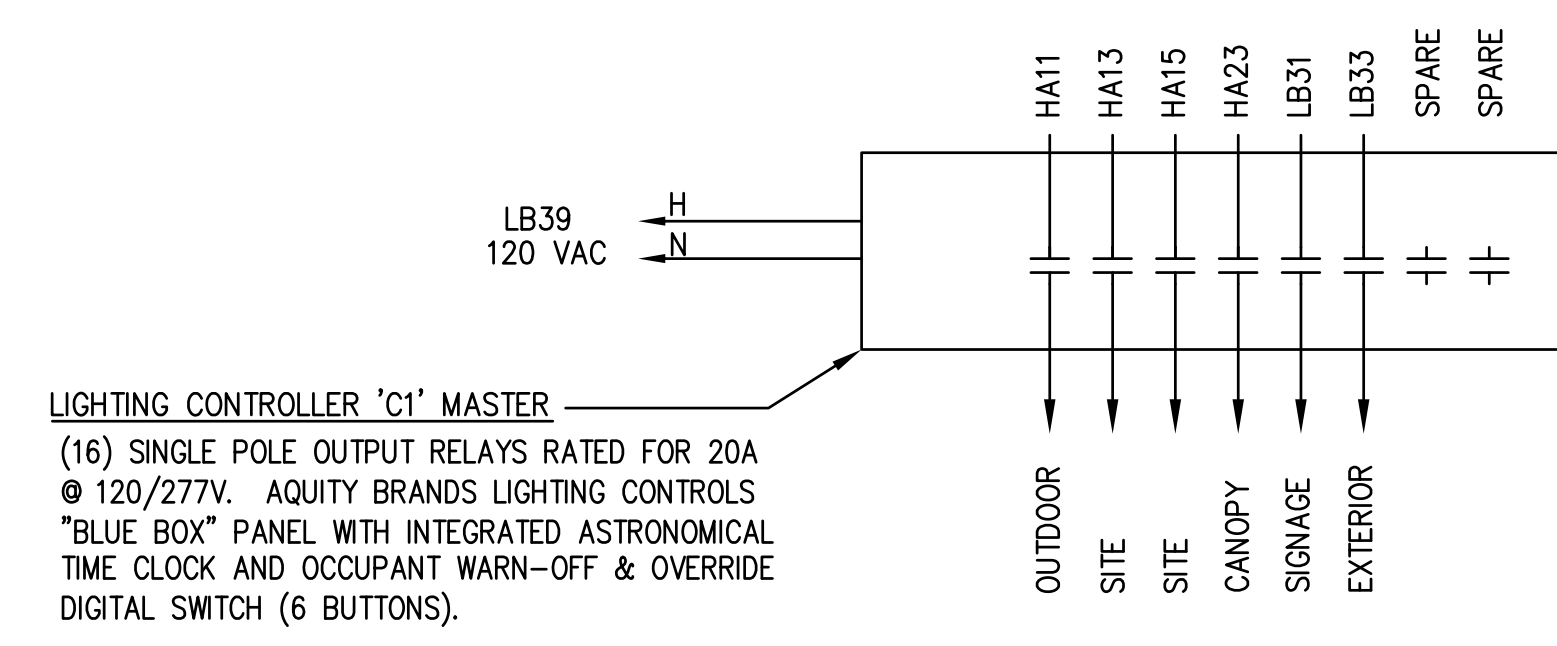 HA11
HA13
HA15
HA23
LB31
LB33
SPARE
SPARE
LB39
120 VAC
H
N
LIGHTING CONTROLLER 'C1' MASTER
(16) SINGLE POLE OUTPUT RELAYS RATED FOR 20A
@ 120/277V. AQUITY BRANDS LIGHTING CONTROLS
"BLUE BOX" PANEL WITH INTEGRATED ASTRONOMICAL
TIME CLOCK AND OCCUPANT WARN-OFF & OVERRIDE
DIGITAL SWITCH (6 BUTTONS).
OUTDOOR
SITE
SITE
CANOPY
SIGNAGE
EXTERIOR